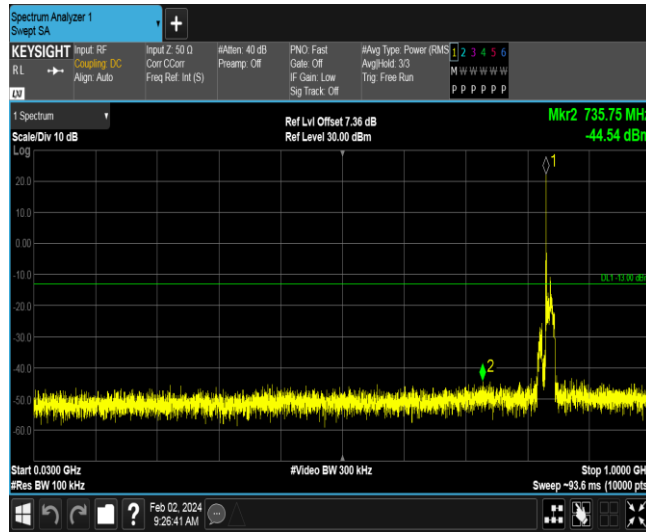 Spectrum Analyzer 1
Swept SA
KEYSIGHT
RL
LXI
Input: RF
Coupling: DC
Align: Auto
Input Z: 50 Ω
Corr CCorr
Freq Ref: Int (S)
#Atten: 40 dB
Preamp: Off
PNO: Fast
Gate: Off
IF Gain: Low
Sig Track: Off
#Avg Type: Power (RMS
Avg|Hold: 3/3
Trig: Free Run
1 2 3 4 5 6
M W W W W W
P P P P P P
1 Spectrum
Scale/Div 10 dB
Log
Ref Lvl Offset 7.36 dB
Ref Level 30.00 dBm
Mkr2 735.75 MHz
-44.54 dBm
1
20.0
10.0
0.00
-10.0
DL1 -13.00 dBm
-20.0
-30.0
-40.0
2
-50.0
-60.0
Start 0.0300 GHz
#Res BW 100 kHz
#Video BW 300 kHz
Stop 1.0000 GH
Sweep ~93.6 ms (10000 pts
?
Feb 02, 2024
9:26:41 AM